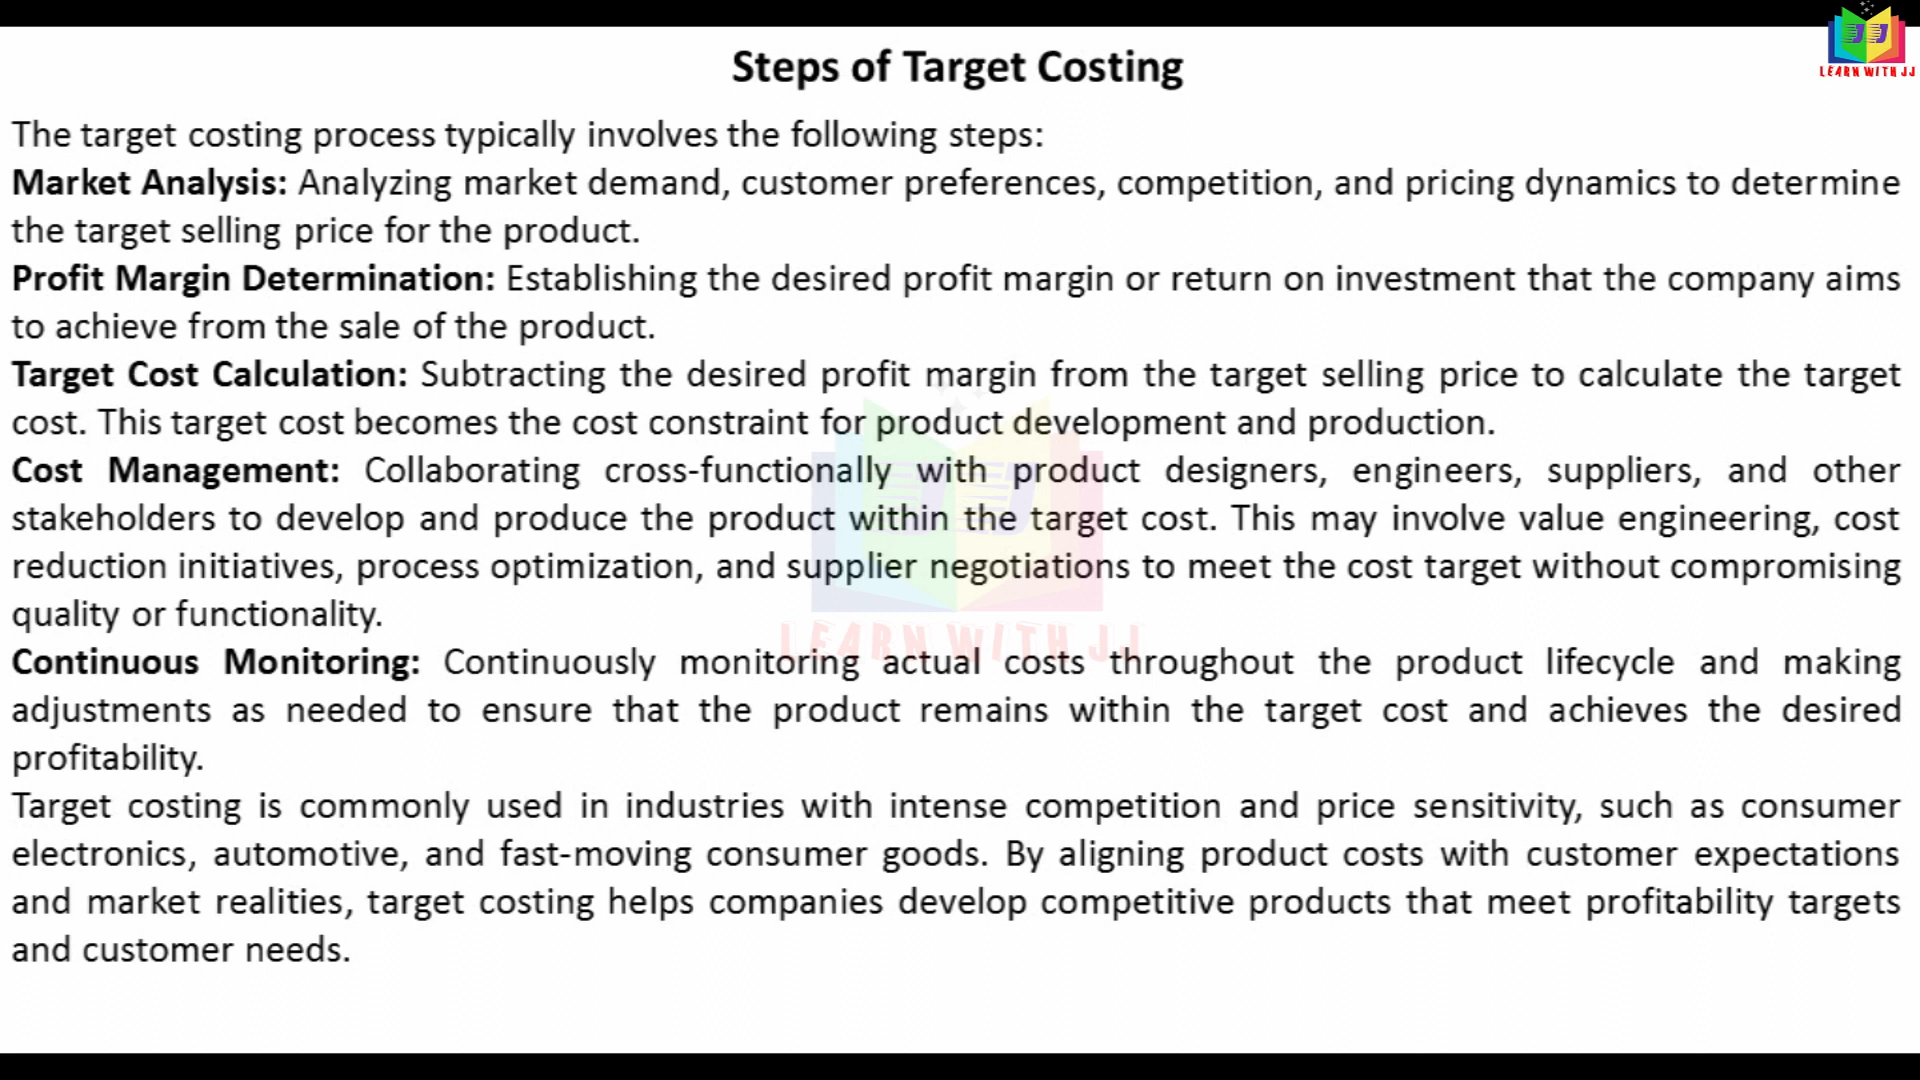 LEARN WITH JJ
Steps of Target Costing
The target costing process typically involves the following steps:
Market Analysis: Analyzing market demand, customer preferences, competition, and pricing dynamics to determine
the target selling price for the product.
Profit Margin Determination: Establishing the desired profit margin or return on investment that the company aims
to achieve from the sale of the product.
Target Cost Calculation: Subtracting the desired profit margin from the target selling price to calculate the target
cost. This target cost becomes the cost constraint for product development and production.
Cost Management: Collaborating cross-functionally with product designers, engineers, suppliers, and other
stakeholders to develop and produce the product within the target cost. This may involve value engineering, cost
reduction initiatives, process optimization, and supplier negotiations to meet the cost target without compromising
quality or functionality.
LEARN WITH JJ
Continuous Monitoring: Continuously monitoring actual costs throughout the product lifecycle and making
adjustments as needed to ensure that the product remains within the target cost and achieves the desired
profitability.
Target costing is commonly used in industries with intense competition and price sensitivity, such as consumer
electronics, automotive, and fast-moving consumer goods. By aligning product costs with customer expectations
and market realities, target costing helps companies develop competitive products that meet profitability targets
and customer needs.